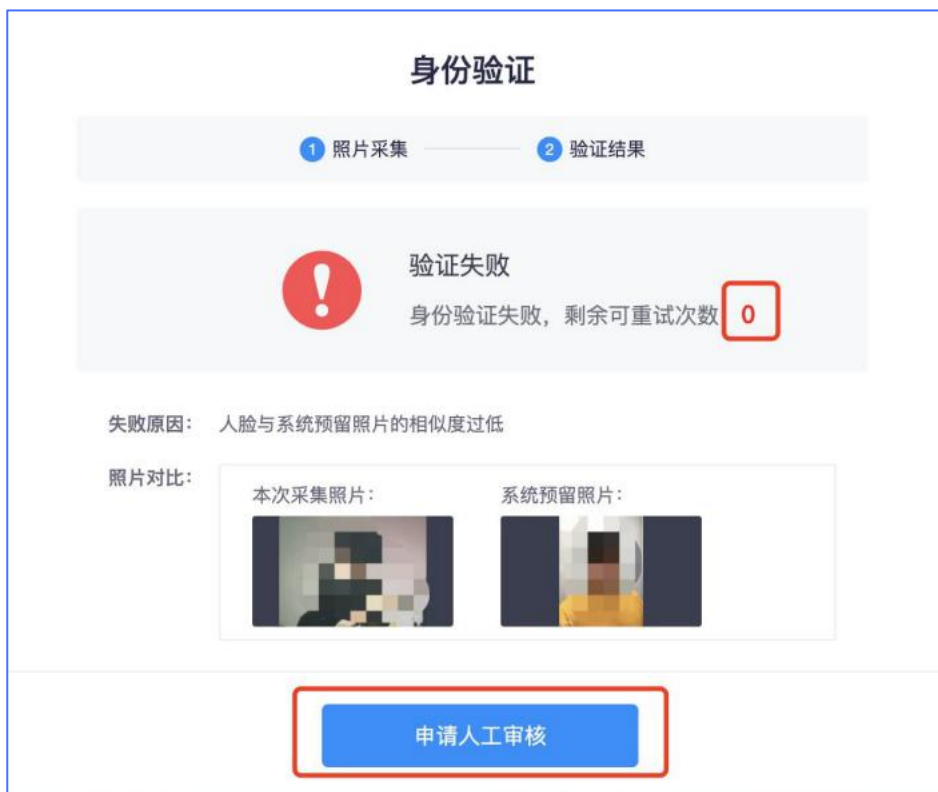 身份验证
1 照片采集 2 验证结果
验证失败
身份验证失败，剩余可重试次数 0
失败原因： 人脸与系统预留照片的相似度过低
照片对比：
本次采集照片： 系统预留照片：
申请人工审核